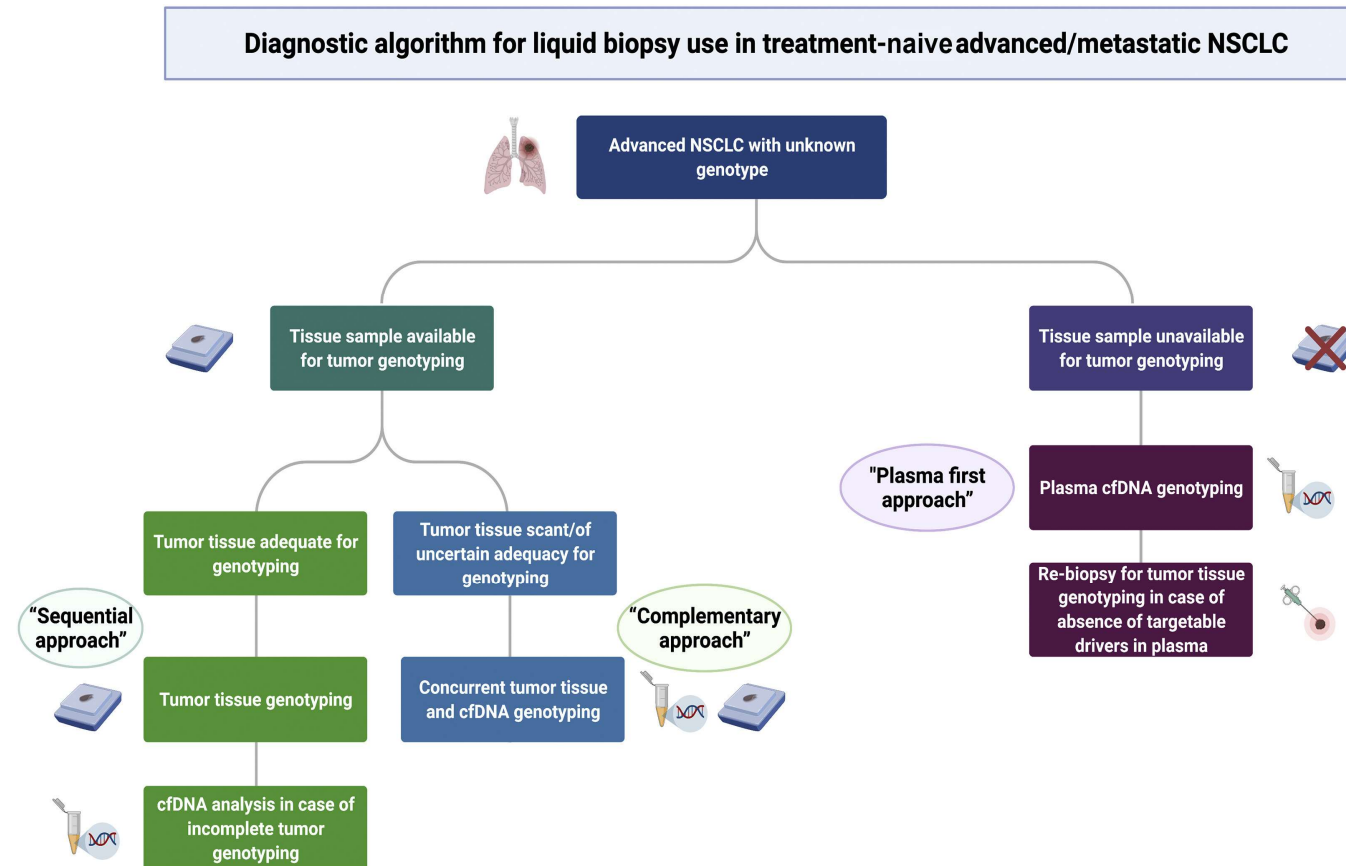 Diagnostic algorithm for liquid biopsy use in treatment-naive advanced/metastatic NSCLC
Advanced NSCLC with unknown
genotype
Tissue sample available
for tumor genotyping
Tissue sample unavailable
for tumor genotyping
"Plasma first
approach”
Plasma cfDNA genotyping
Re-biopsy for tumor tissue
genotyping in case of
absence of targetable
drivers in plasma
Tumor tissue adequate for
genotyping
Tumor tissue scant/of
uncertain adequacy for
genotyping
“Sequential
approach”
“Complementary
approach”
Tumor tissue genotyping
Concurrent tumor tissue
and cfDNA genotyping
cfDNA analysis in case of
incomplete tumor
genotyping